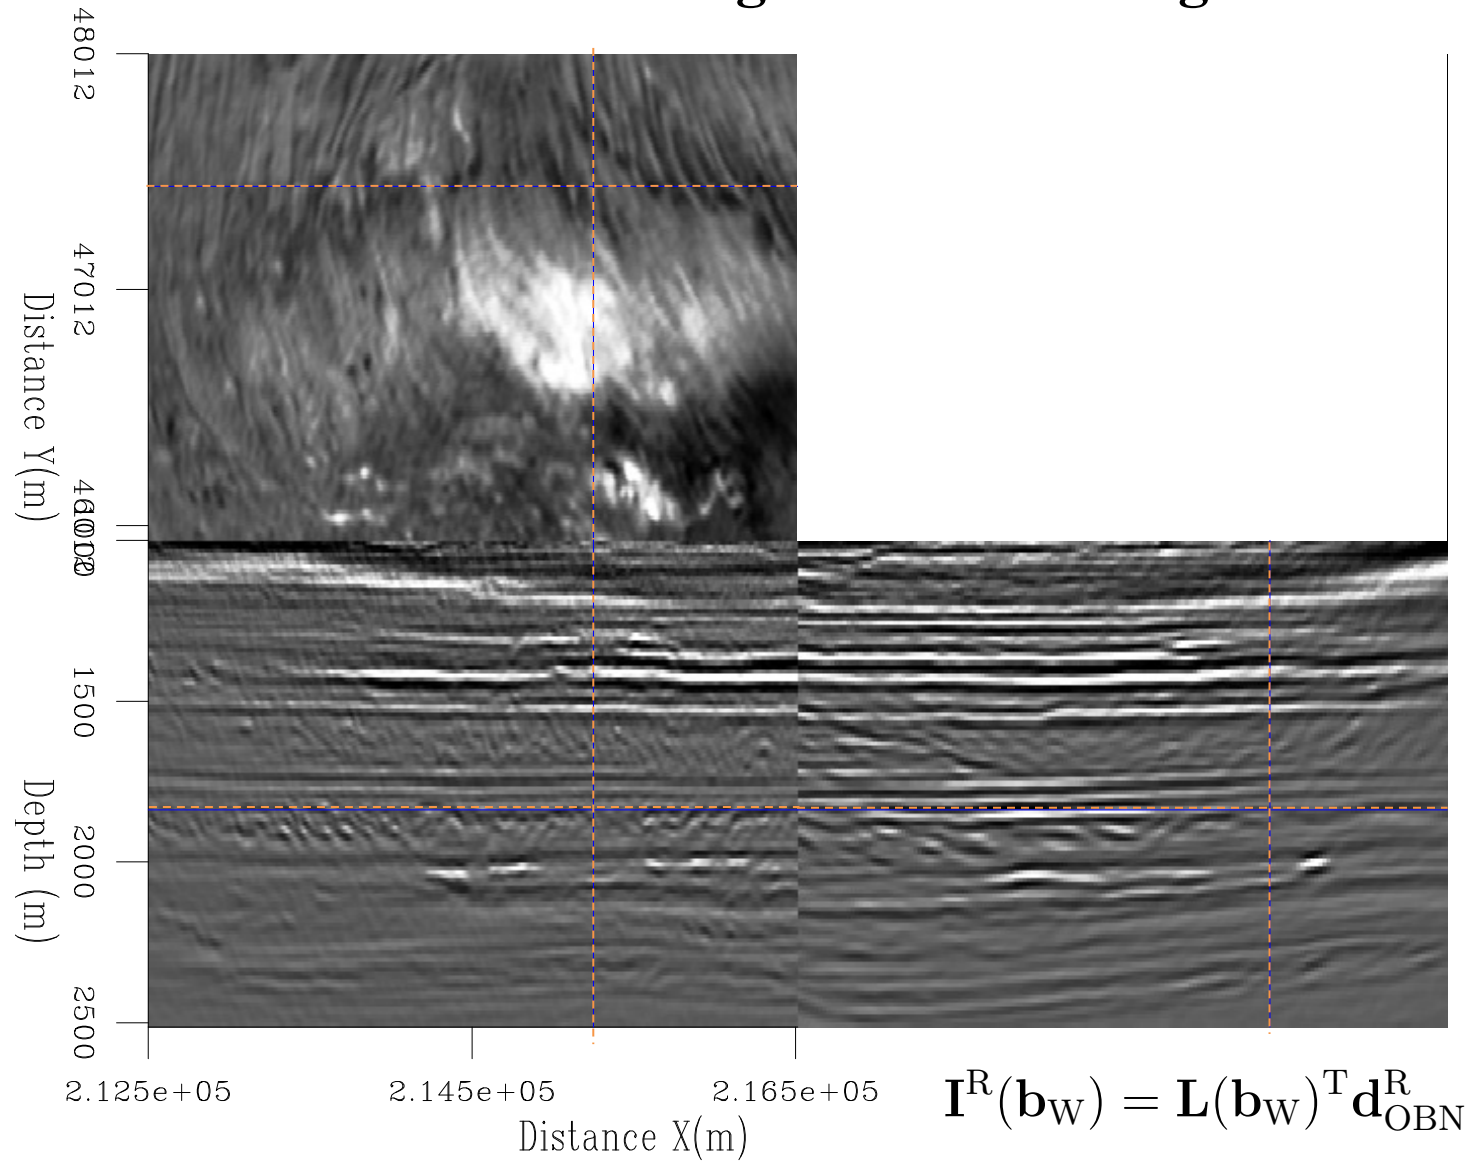 48012
47012
Distance Y(m)
1500
Depth (m)
2000
2500
2.125e+05 2.145e+05 2.165e+05
Distance X(m)
I^R(b_W) = L(b_W)^T d^R_OBN